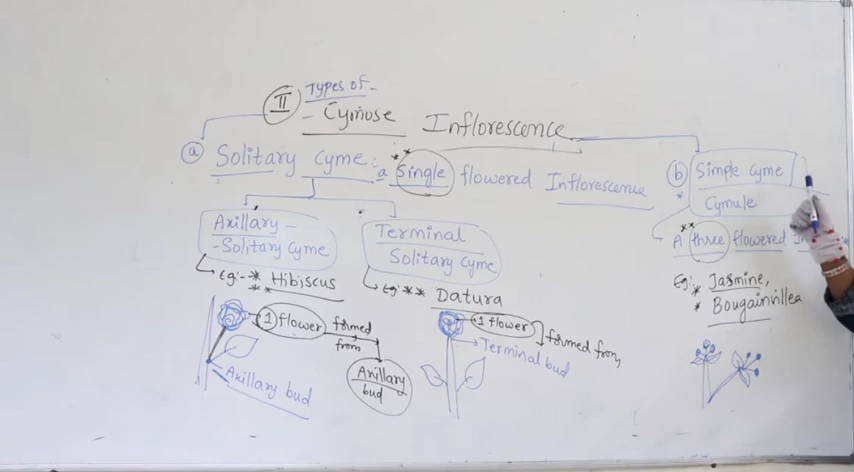 II Types of -
- Cymose Inflorescence
a Solitary cyme: a ** Single flowered Inflorescence
Axillary -
- Solitary Cyme
Eg:- * Hibiscus
**
1 flower formed
from
Axillary
bud
Axillary bud
Terminal
Solitary Cyme
Eg: ** Datura
1 flower formed from,
Terminal bud
b Simple cyme
* Cymule
A ** three flowered
Eg: * Jasmine,
* Bougainvillea